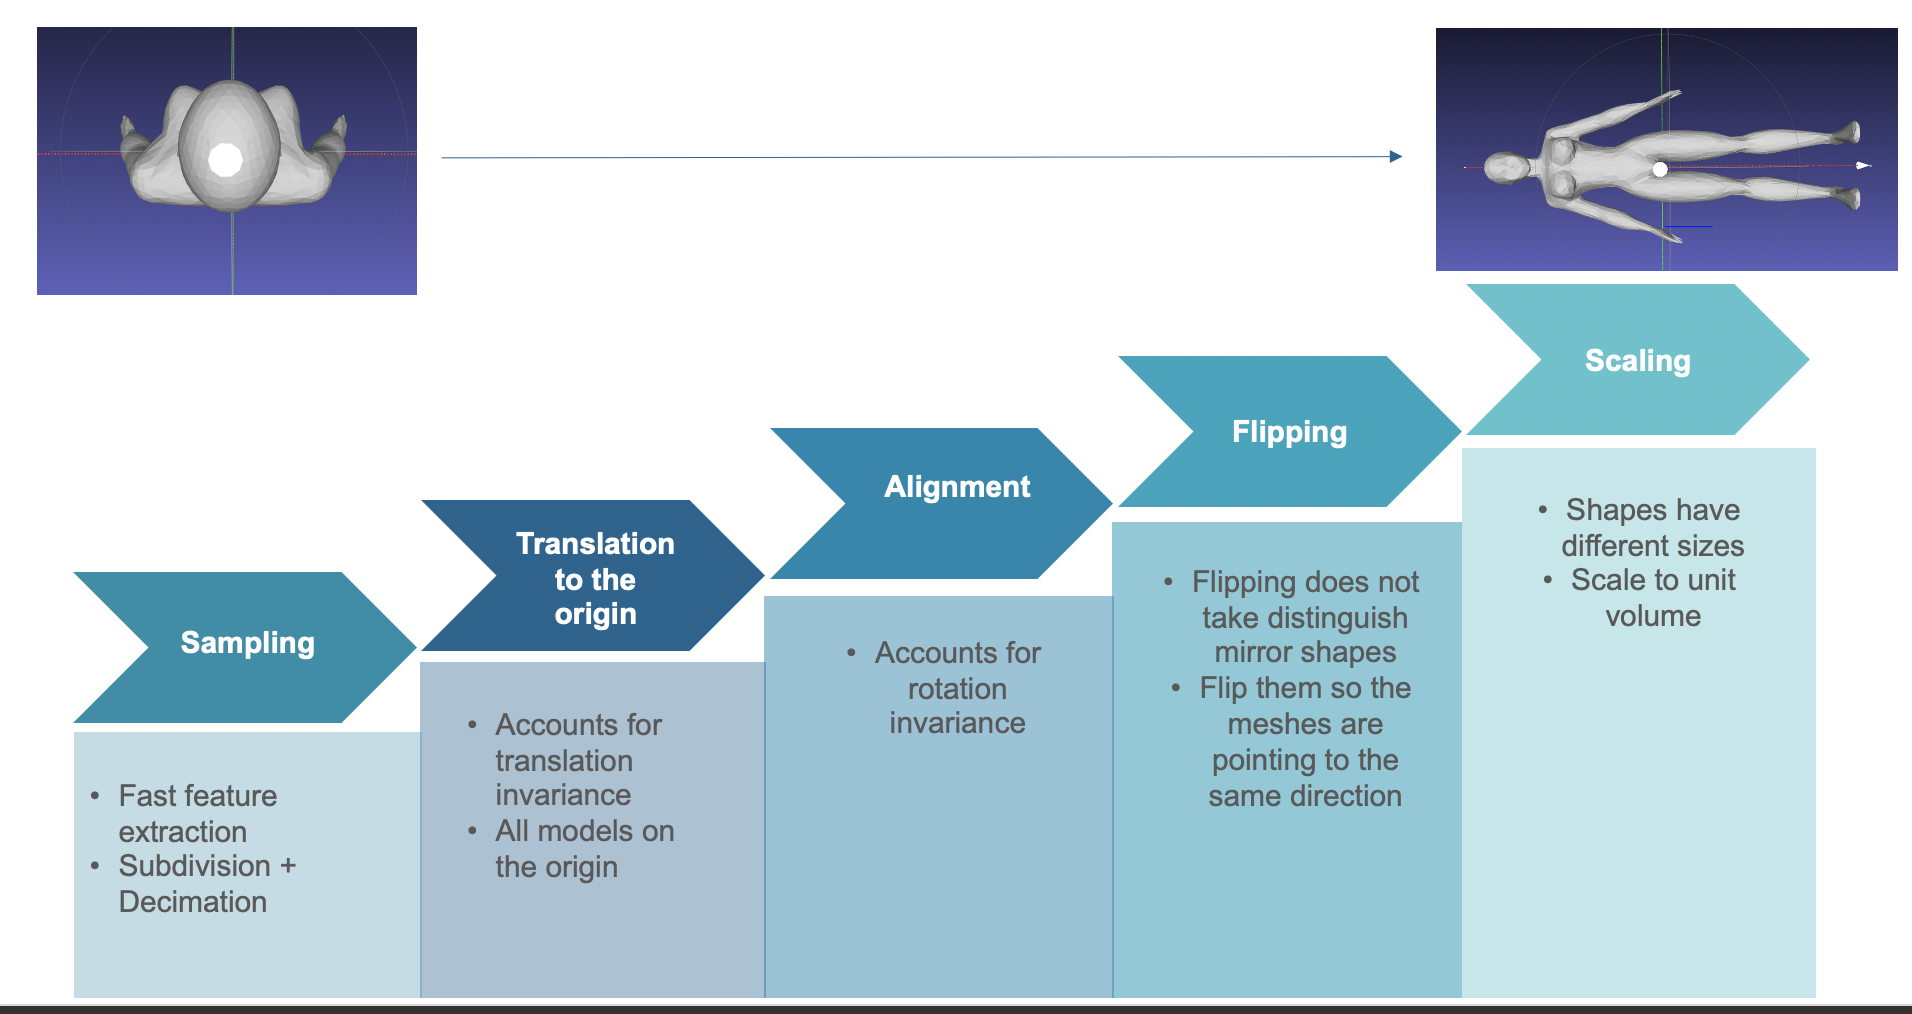 Sampling
• Fast feature
extraction
• Subdivision +
Decimation
Translation
to the
origin
• Accounts for
translation
invariance
• All models on
the origin
Alignment
• Accounts for
rotation
invariance
Flipping
• Flipping does not
take distinguish
mirror shapes
• Flip them so the
meshes are
pointing to the
same direction
Scaling
• Shapes have
different sizes
• Scale to unit
volume